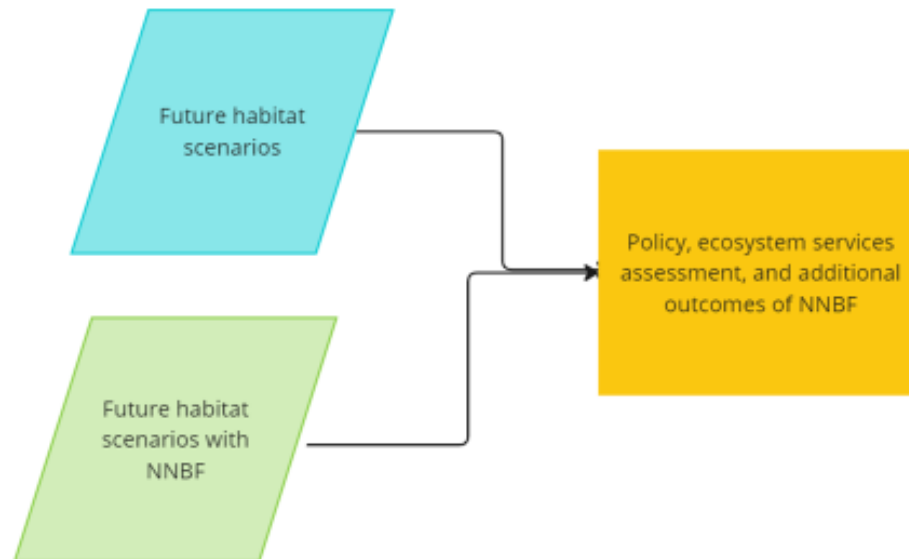 Future habitat
scenarios
Policy, ecosystem services
assessment, and additional
outcomes of NNBF
Future habitat
scenarios with
NNBF